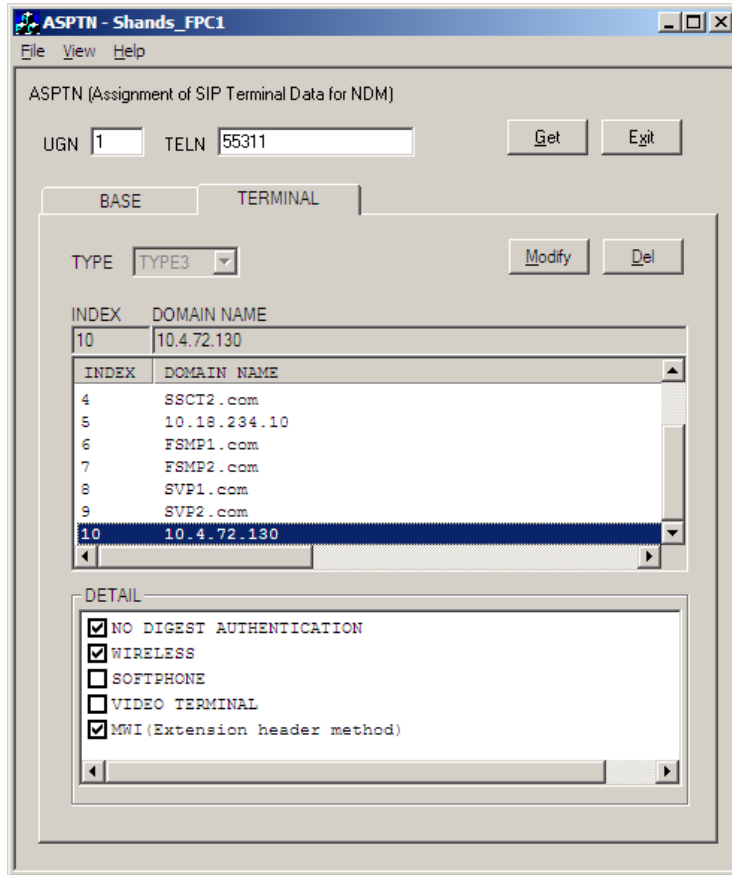 ASPTN - Shands_FPC1
File View Help
ASPTN (Assignment of SIP Terminal Data for NDM)
UGN 1 TELN 55311 Get Exit
BASE TERMINAL
TYPE TYPE3 Modify Del
INDEX DOMAIN NAME
10 10.4.72.130
INDEX DOMAIN NAME
4 SSCT2.com
5 10.18.234.10
6 FSMP1.com
7 FSMP2.com
8 SVP1.com
9 SVP2.com
10 10.4.72.130
DETAIL
NO DIGEST AUTHENTICATION
WIRELESS
SOFTPHONE
VIDEO TERMINAL
MWI(Extension header method)